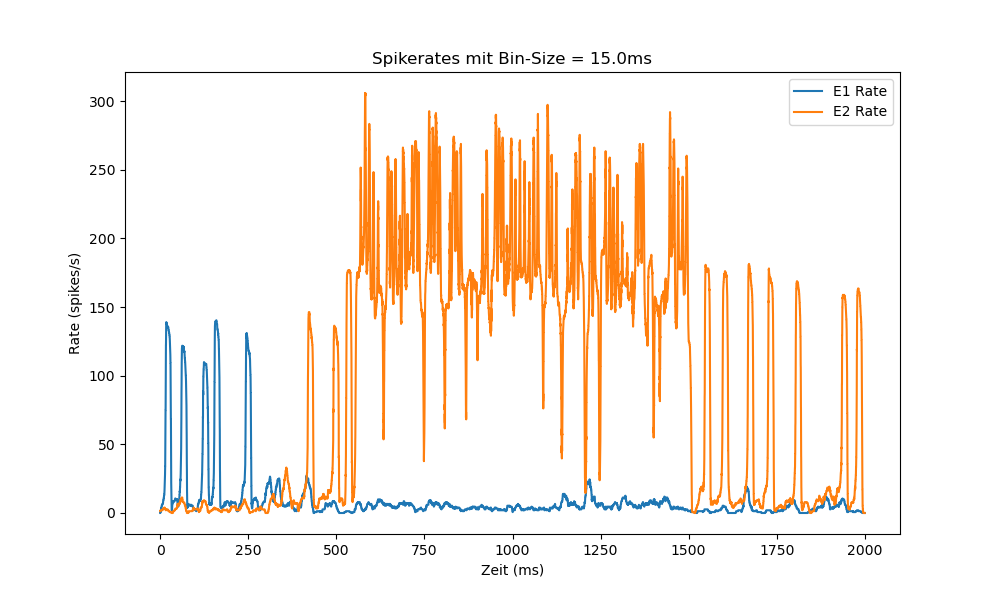 Spikerates mit Bin-Size = 15.0ms
E1 Rate
E2 Rate
300
250
200
150
100
50
0
Rate (spikes/s)
0 250 500 750 1000 1250 1500 1750 2000
Zeit (ms)